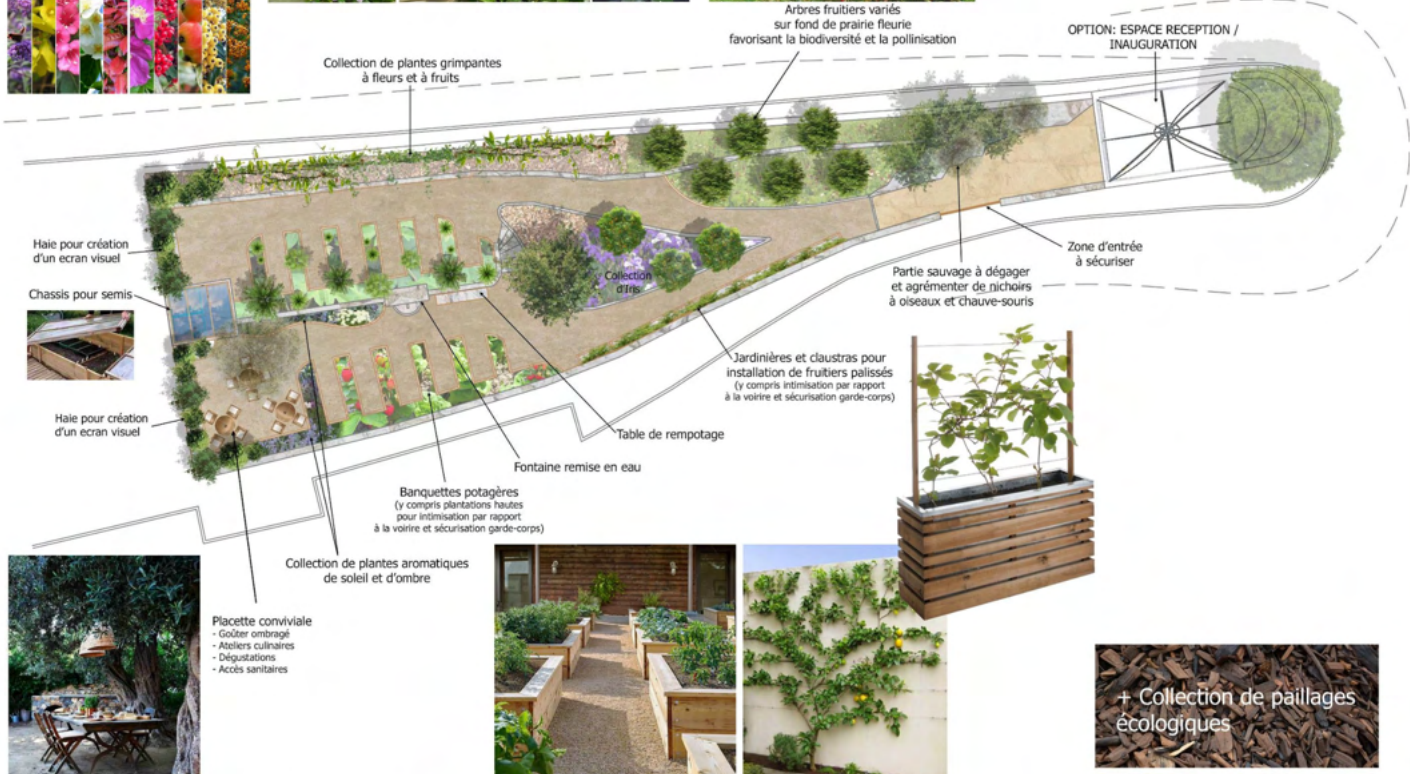 Arbres fruitiers variés
sur fond de prairie fleurie
favorisant la biodiversité et la pollinisation
OPTION: ESPACE RECEPTION /
INAUGURATION
Collection de plantes grimpantes
à fleurs et à fruits
Haie pour création
d'un ecran visuel
Chassis pour semis
Collection
d'Iris
Zone d'entrée
à sécuriser
Partie sauvage à dégager
et agrémenter de nichoirs
à oiseaux et chauve-souris
Jardinières et claustras pour
installation de fruitiers palissés
(y compris intimisation par rapport
à la voirire et sécurisation garde-corps)
Haie pour création
d'un ecran visuel
Table de rempotage
Fontaine remise en eau
Banquettes potagères
(y compris plantations hautes
pour intimisation par rapport
à la voirire et sécurisation garde-corps)
Collection de plantes aromatiques
de soleil et d'ombre
Placette conviviale
- Goûter ombragé
- Ateliers culinaires
- Dégustations
- Accès sanitaires
+ Collection de paillages
écologiques